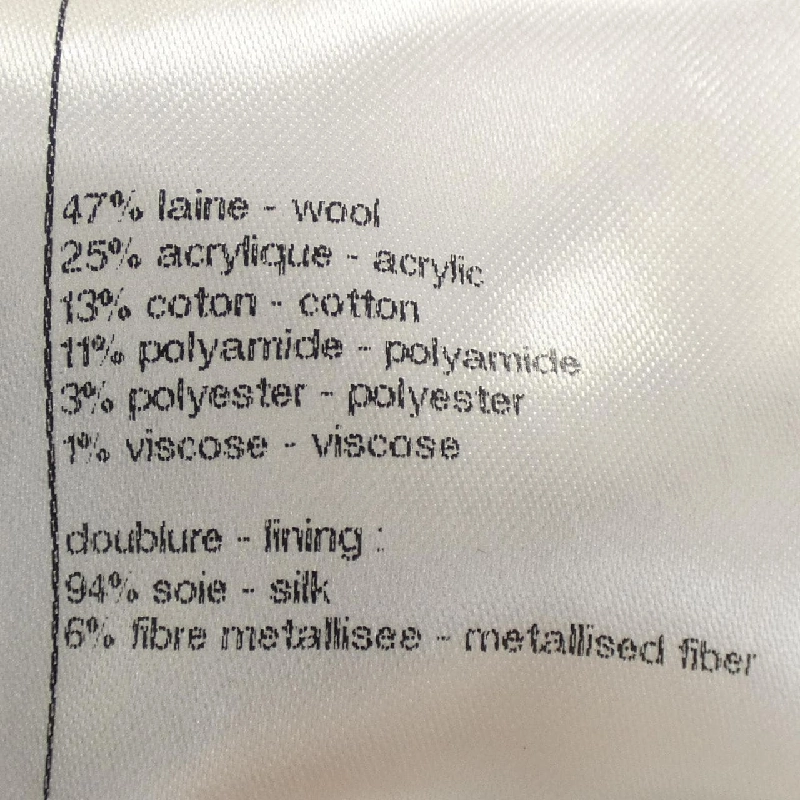 47% laine - wool
25% acrylique - acrylic
13% coton - cotton
11% polyamide - polyamide
3% polyester - polyester
1% viscose - viscose
doublure - lining :
94% soie - silk
6% fibre metallisee - metallised fiber